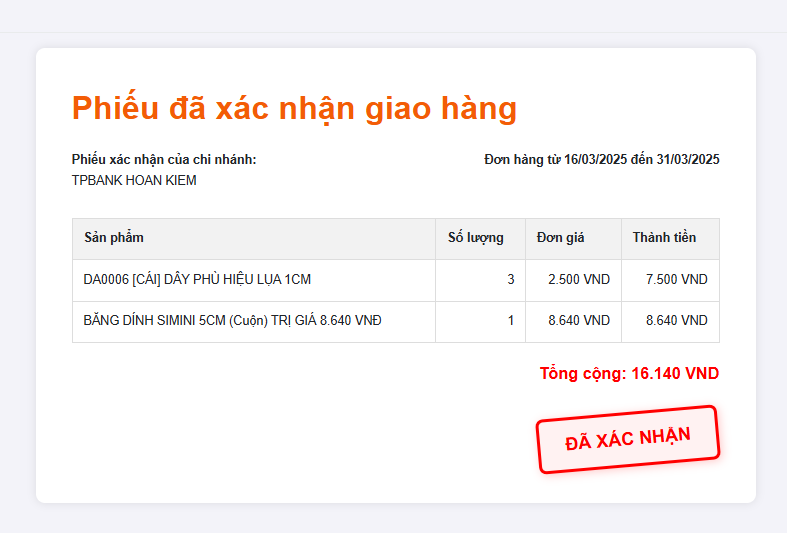 Phiếu đã xác nhận giao hàng
Phiếu xác nhận của chi nhánh:
Đơn hàng từ 16/03/2025 đến 31/03/2025
TPBANK HOAN KIEM
Sản phẩm Số lượng Đơn giá Thành tiền
DA0006 [CÁI] DÂY PHÙ HIỆU LỤA 1CM 3 2.500 VND 7.500 VND
BĂNG DÍNH SIMINI 5CM (Cuộn) TRỊ GIÁ 8.640 VNĐ 1 8.640 VND 8.640 VND
Tổng cộng: 16.140 VND
ĐÃ XÁC NHẬN